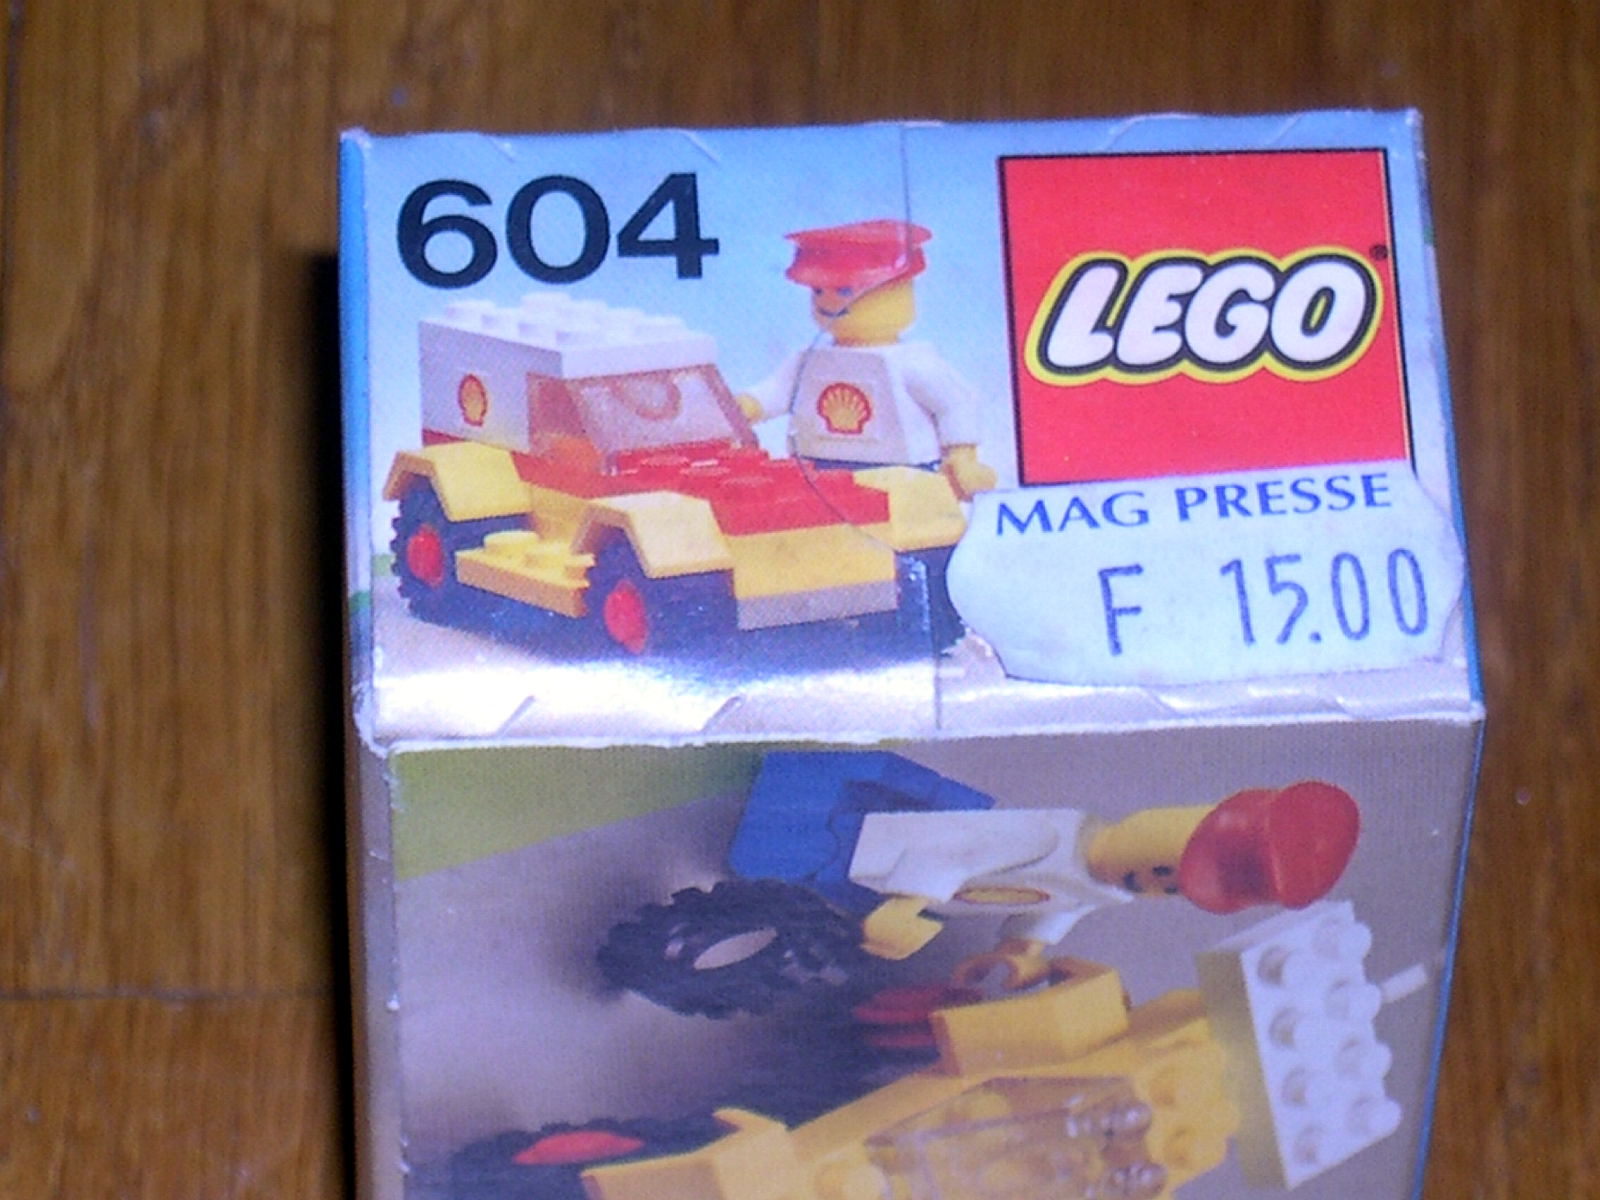 604
LEGO®
MAG PRESSE
F 15.00